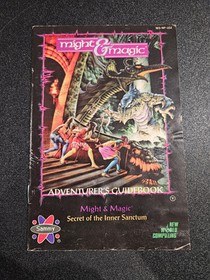 might & magic
ADVENTURER'S GUIDEBOOK
Might & Magic
Secret of the Inner Sanctum
Sammy
NEW
WORLD
COMPUTING